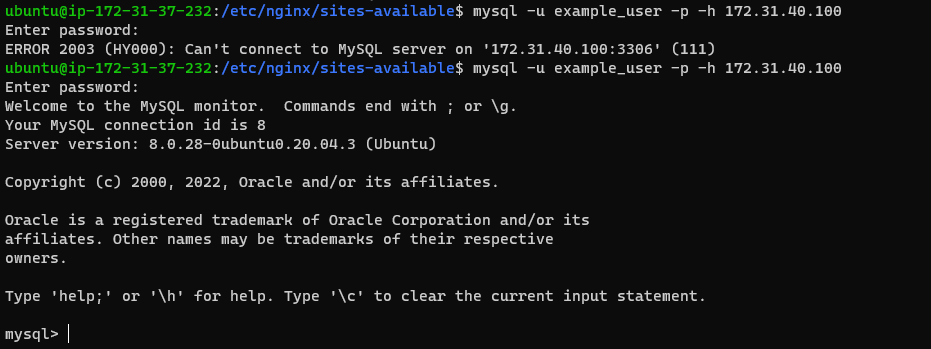 ubuntu@ip-172-31-37-232:/etc/nginx/sites-available$ mysql -u example_user -p -h 172.31.40.100
Enter password:
ERROR 2003 (HY000): Can't connect to MySQL server on '172.31.40.100:3306' (111)
ubuntu@ip-172-31-37-232:/etc/nginx/sites-available$ mysql -u example_user -p -h 172.31.40.100
Enter password:
Welcome to the MySQL monitor.  Commands end with ; or \g.
Your MySQL connection id is 8
Server version: 8.0.28-0ubuntu0.20.04.3 (Ubuntu)

Copyright (c) 2000, 2022, Oracle and/or its affiliates.

Oracle is a registered trademark of Oracle Corporation and/or its
affiliates. Other names may be trademarks of their respective
owners.

Type 'help;' or '\h' for help. Type '\c' to clear the current input statement.

mysql>